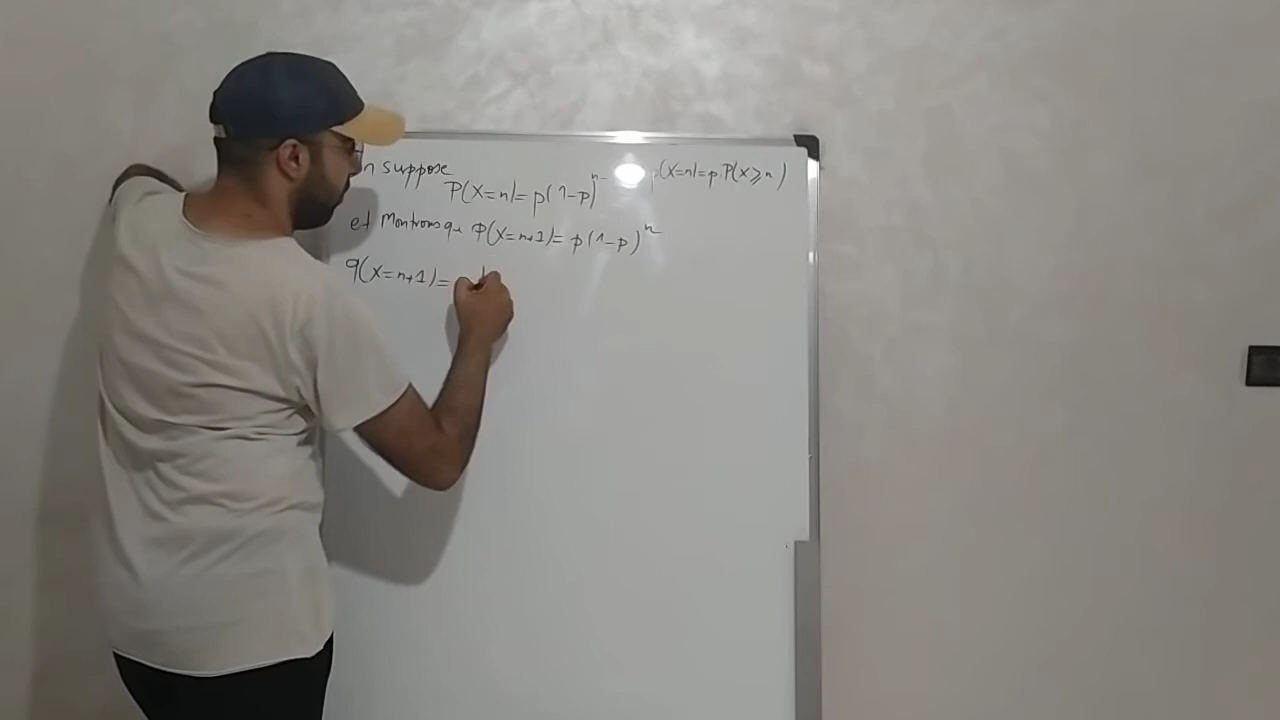 n suppose
P(X=n)=p(1-p)^n- p(X=n)=p.P(X⩾n)
et Montrons que P(X=n+1)=p(1-p)^n
P(X=n+1)=